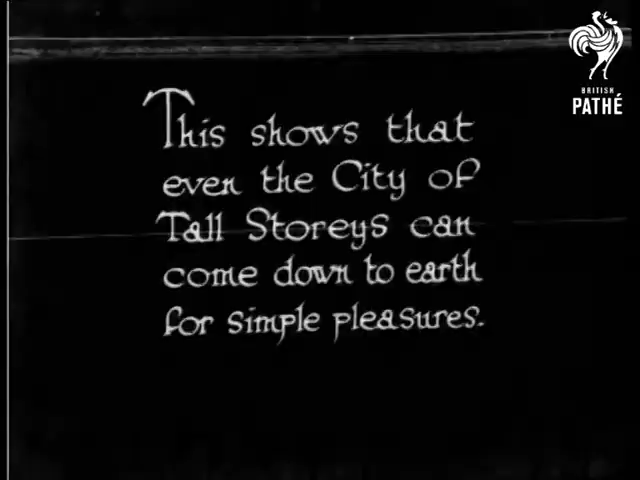 BRITISH
PATHÉ
This shows that
even the City of
Tall Storeys can
come down to earth
for simple pleasures.